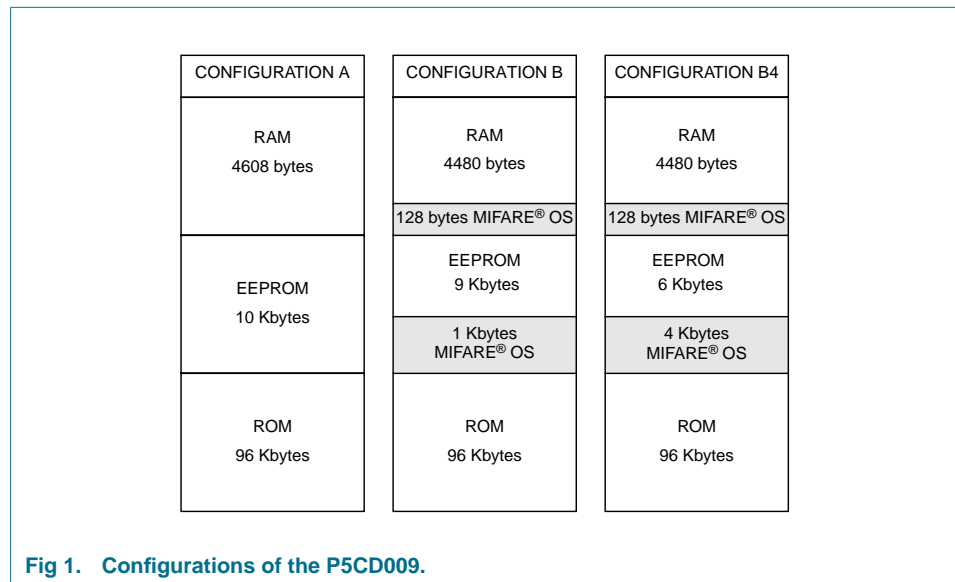 CONFIGURATION A
RAM
4608 bytes
EEPROM
10 Kbytes
ROM
96 Kbytes
CONFIGURATION B
RAM
4480 bytes
128 bytes MIFARE® OS
EEPROM
9 Kbytes
1 Kbytes
MIFARE® OS
ROM
96 Kbytes
CONFIGURATION B4
RAM
4480 bytes
128 bytes MIFARE® OS
EEPROM
6 Kbytes
4 Kbytes
MIFARE® OS
ROM
96 Kbytes
Fig 1. Configurations of the P5CD009.